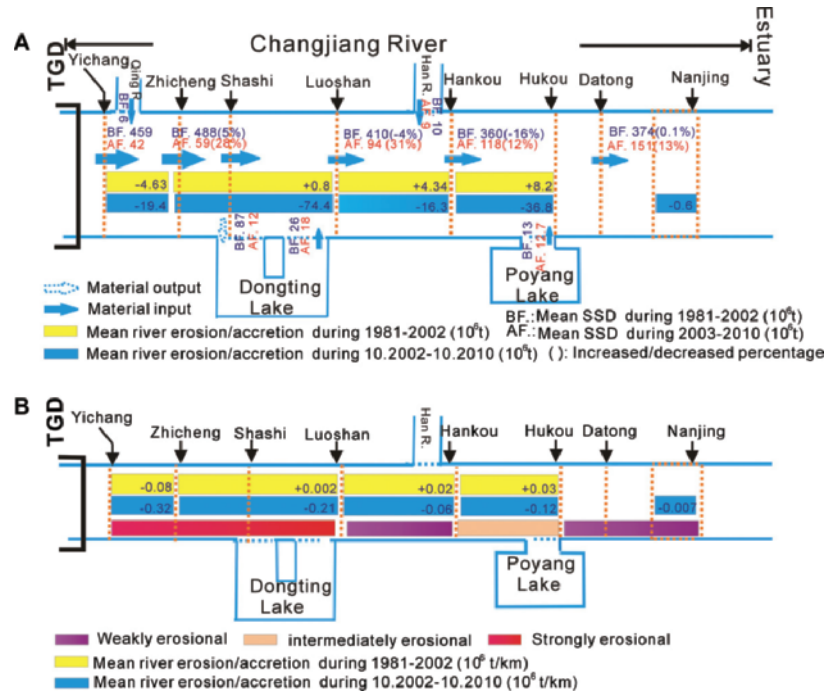 A
TGD
Changjiang River
Estuary
Yichang
Qing R.
Zhicheng
Shashi
Luoshan
Han R.
Hankou
Hukou
Datong
Nanjing
BF. 6
AF. 9
BF. 10
BF. 459
AF. 42
BF. 488(5%)
AF. 59(28%)
BF. 410(-4%)
AF. 94 (31%)
BF. 360(-16%)
AF. 118(12%)
BF. 374(0.1%)
AF. 151(13%)
-4.63
+0.8
+4.34
+8.2
-19.4
-74.4
-16.3
-36.8
-0.6
BF. 87
AF. 12
BF. 26
AF. 18
BF. 13
AF. 12.7
Dongting
Lake
Poyang
Lake
Material output
Material input
BF.: Mean SSD during 1981-2002 (10⁶t)
AF.: Mean SSD during 2003-2010 (10⁶t)
Mean river erosion/accretion during 1981-2002 (10⁶t)
Mean river erosion/accretion during 10.2002-10.2010 (10⁶t)
( ): Increased/decreased percentage
B
TGD
Yichang
Zhicheng
Shashi
Luoshan
Han R.
Hankou
Hukou
Datong
Nanjing
-0.08
+0.002
+0.02
+0.03
-0.32
-0.21
-0.06
-0.12
-0.007
Dongting
Lake
Poyang
Lake
Weakly erosional
intermediately erosional
Strongly erosional
Mean river erosion/accretion during 1981-2002 (10⁶ t/km)
Mean river erosion/accretion during 10.2002-10.2010 (10⁶ t/km)